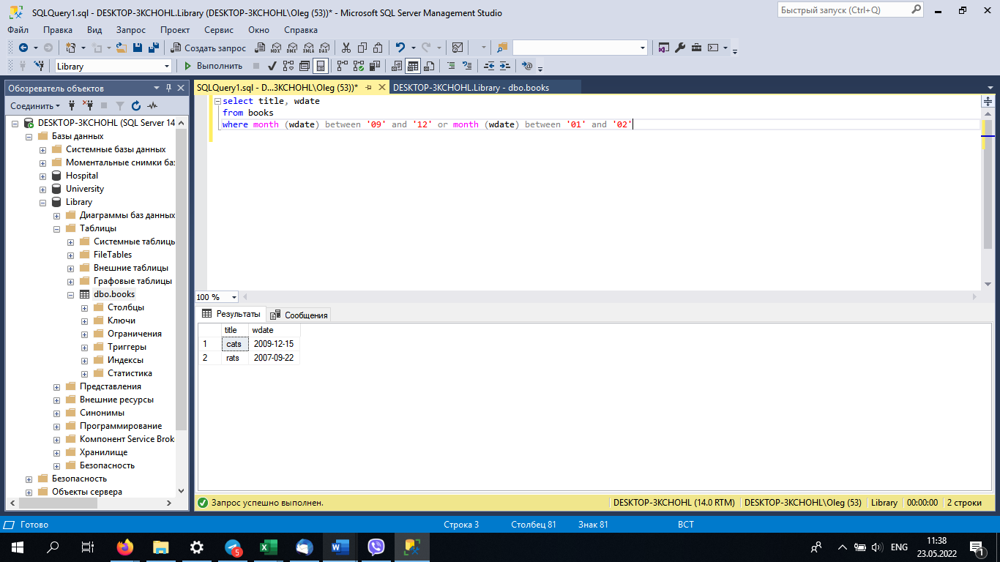 SQLQuery1.sql - DESKTOP-3KCHOHL.Library (DESKTOP-3KCHOHL\Oleg (53))* - Microsoft SQL Server Management Studio
Быстрый запуск (Ctrl+Q)
Файл Правка Вид Запрос Проект Сервис Окно Справка
Создать запрос MDX DMX XMLA DAX
Library Выполнить
Обозреватель объектов
SQLQuery1.sql - D...3KCHOHL\Oleg (53))* DESKTOP-3KCHOHL.Library - dbo.books
Соединить
DESKTOP-3KCHOHL (SQL Server 14
Базы данных
Системные базы данных
Моментальные снимки ба
Hospital
University
Library
Диаграммы баз данных
Таблицы
Системные таблиць
FileTables
Внешние таблицы
Графовые таблицы
dbo.books
Столбцы
Ключи
Ограничения
Триггеры
Индексы
Статистика
Представления
Внешние ресурсы
Синонимы
Программирование
Компонент Service Brok
Хранилище
Безопасность
Безопасность
Объекты сервера
select title, wdate
from books
where month (wdate) between '09' and '12' or month (wdate) between '01' and '02'
100 %
Результаты Сообщения
title wdate
1 cats 2009-12-15
2 rats 2007-09-22
Запрос успешно выполнен. DESKTOP-3KCHOHL (14.0 RTM) DESKTOP-3KCHOHL\Oleg (53) Library 00:00:00 2 строки
Готово Строка 3 Столбец 81 Знак 81 ВСТ
5 ENG 11:38
23.05.2022 1